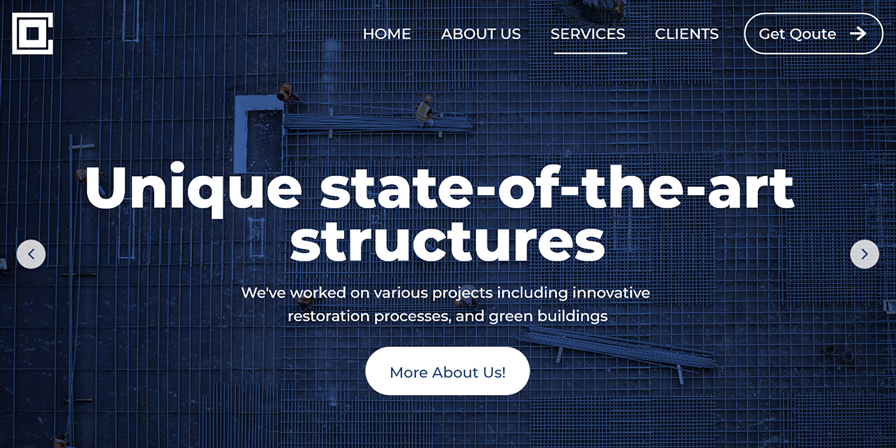 HOME
ABOUT US
SERVICES
CLIENTS
Get Qoute
Unique state-of-the-art
structures
We've worked on various projects including innovative
restoration processes, and green buildings
More About Us!